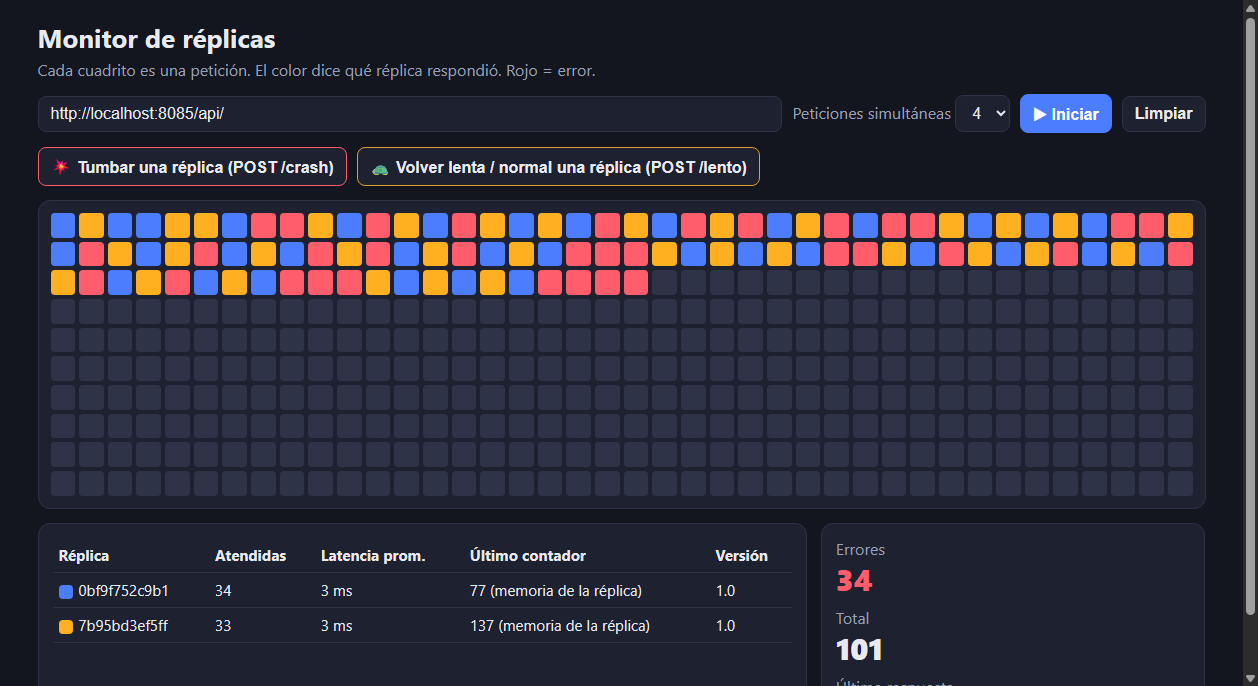 Monitor de réplicas
Cada cuadrito es una petición. El color dice qué réplica respondió. Rojo = error.
http://localhost:8085/api/ Peticiones simultáneas 4 ▶ Iniciar Limpiar
💥 Tumbar una réplica (POST /crash) 🐢 Volver lenta / normal una réplica (POST /lento)
Réplica Atendidas Latencia prom. Último contador Versión
0bf9f752c9b1 34 3 ms 77 (memoria de la réplica) 1.0
7b95bd3ef5ff 33 3 ms 137 (memoria de la réplica) 1.0
Errores
34
Total
101